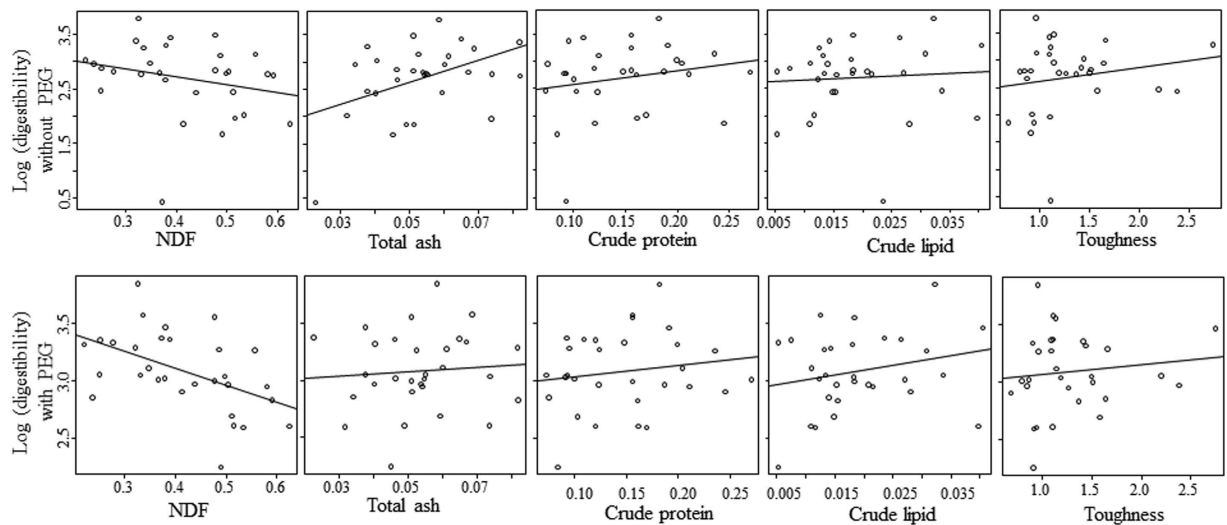 Log (digestibility)
without PEG
3.5
2.5
1.5
0.5
0.3 0.4 0.5 0.6
NDF
0.03 0.05 0.07
Total ash
0.10 0.15 0.20 0.25
Crude protein
0.005 0.015 0.025 0.035
Crude lipid
1.0 1.5 2.0 2.5
Toughness
Log (digestibility)
with PEG
3.5
3.0
2.5
0.3 0.4 0.5 0.6
NDF
0.03 0.05 0.07
Total ash
0.10 0.15 0.20 0.25
Crude protein
0.005 0.015 0.025 0.035
Crude lipid
1.0 1.5 2.0 2.5
Toughness